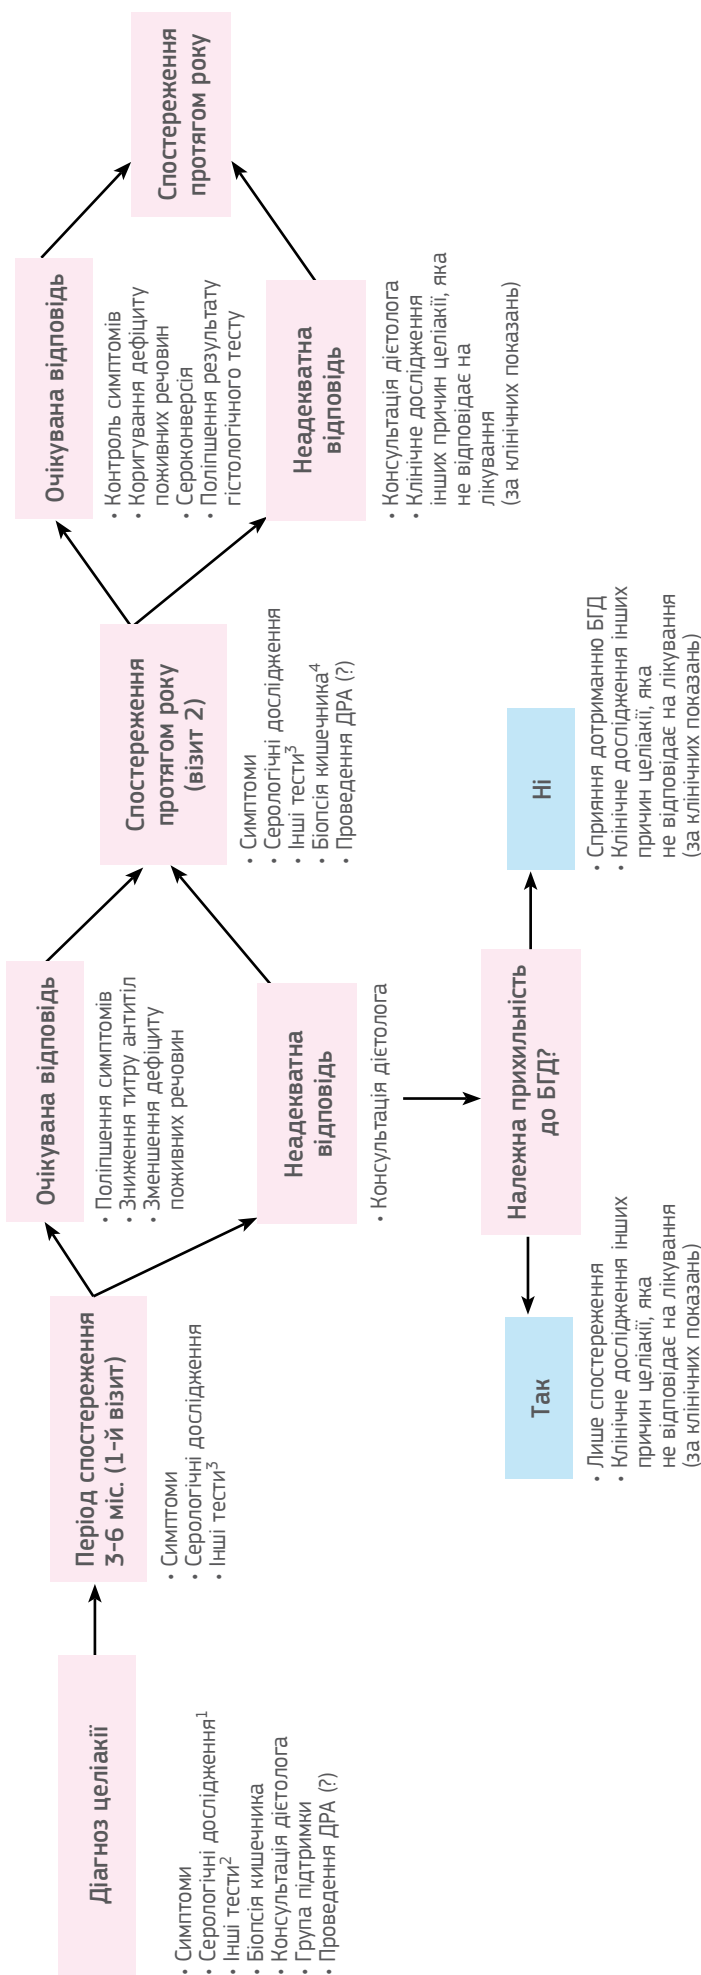 Діагноз целіакії
• Симптоми
• Серологічні дослідження¹
• Інші тести²
• Біопсія кишечника
• Консультація дієтолога
• Група підтримки
• Проведення ДРА (?)
Період спостереження
3-6 міс. (1-й візит)
• Симптоми
• Серологічні дослідження
• Інші тести³
Очікувана відповідь
• Поліпшення симптомів
• Зниження титру антитіл
• Зменшення дефіциту
поживних речовин
Неадекватна
відповідь
• Консультація дієтолога
Належна прихильність
до БГД?
Так
• Лише спостереження
• Клінічне дослідження інших
причин целіакії, яка
не відповідає на лікування
(за клінічних показань)
Ні
• Сприяння дотриманню БГД
• Клінічне дослідження інших
причин целіакії, яка
не відповідає на лікування
(за клінічних показань)
Спостереження
протягом року
(візит 2)
• Симптоми
• Серологічні дослідження
• Інші тести³
• Біопсія кишечника⁴
• Проведення ДРА (?)
Очікувана відповідь
• Контроль симптомів
• Коригування дефіциту
поживних речовин
• Сероконверсія
• Поліпшення результату
гістологічного тесту
Неадекватна
відповідь
• Консультація дієтолога
• Клінічне дослідження
інших причин целіакії, яка
не відповідає на
лікування
(за клінічних показань)
Спостереження
протягом року